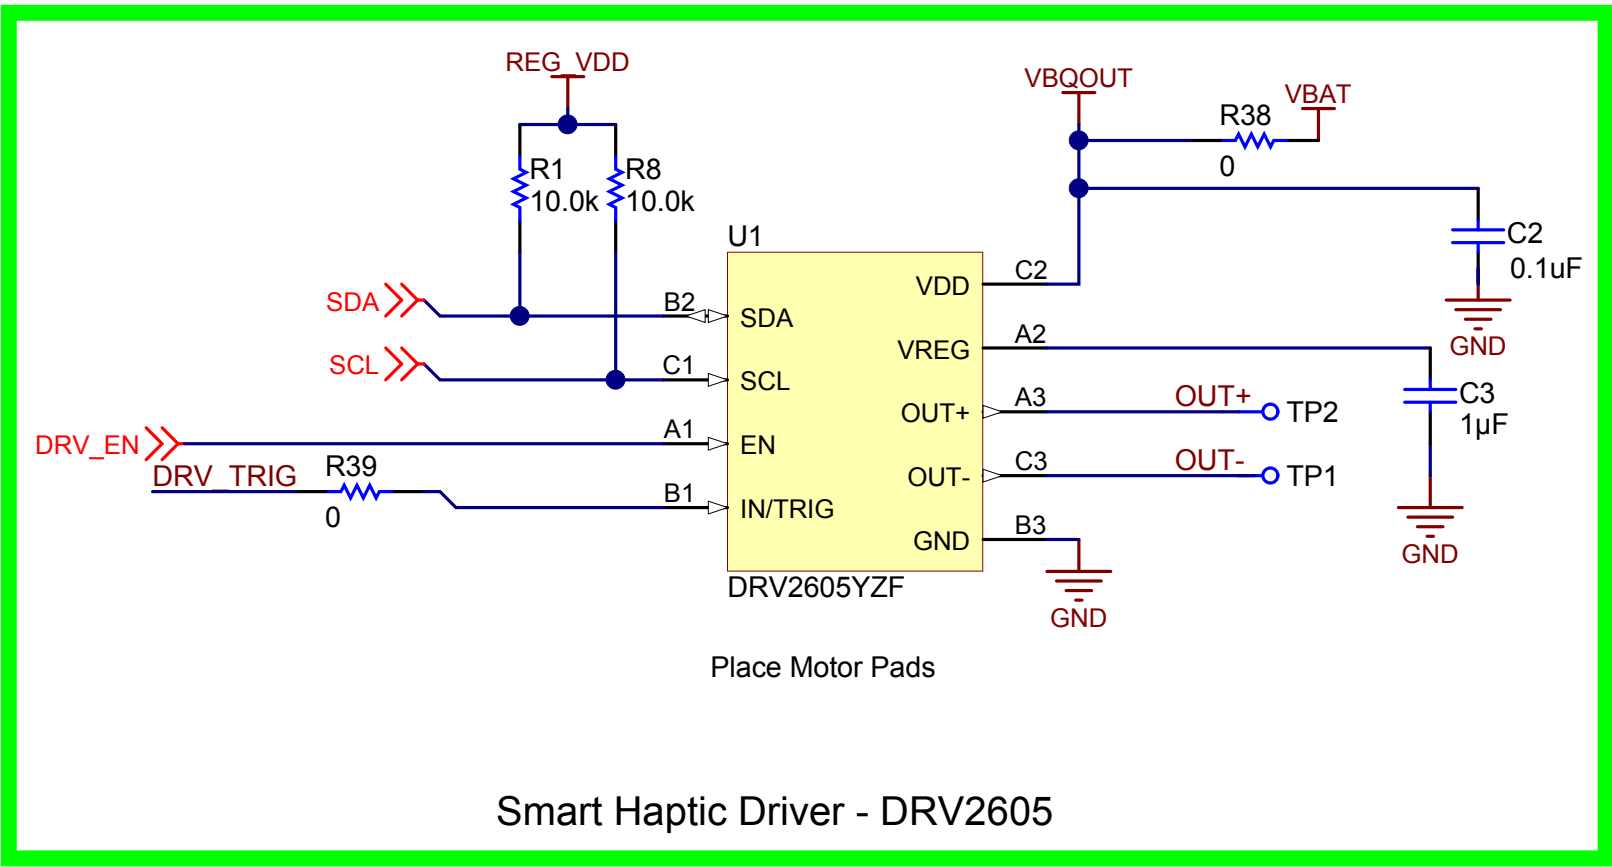 REG_VDD
VBQOUT
VBAT
R38
0
R1
10.0k
R8
10.0k
U1
C2
0.1uF
GND
SDA
B2
SDA
VDD
C2
SCL
C1
SCL
VREG
A2
C3
1µF
GND
DRV_EN
A1
EN
OUT+
A3
OUT+
TP2
DRV_TRIG
R39
0
B1
IN/TRIG
OUT-
C3
OUT-
TP1
GND
B3
GND
DRV2605YZF
Place Motor Pads
Smart Haptic Driver - DRV2605